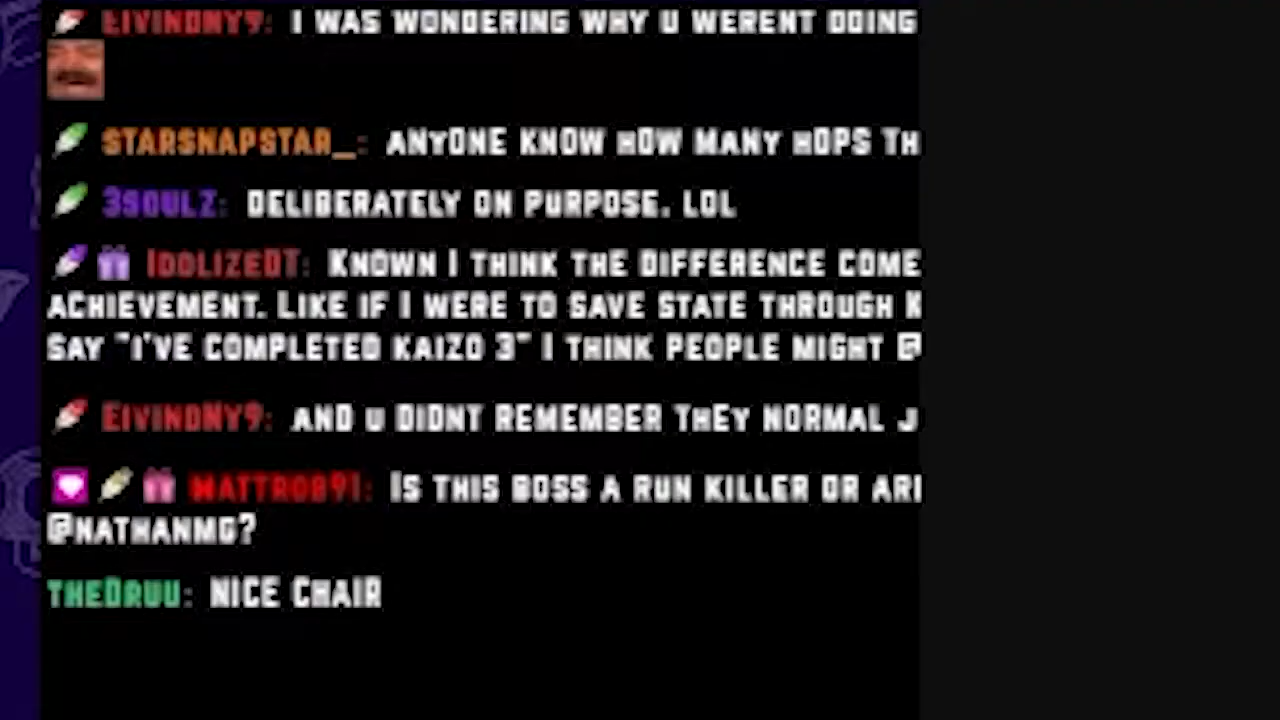 EIVINDNY9: I WAS WONDERING WHY U WERENT DOING
STARSNAPSTAR_: ANYONE KNOW HOW MANY HOPS TH
3SOULZ: DELIBERATELY ON PURPOSE. LOL
IDOLIZEDT: KNOWN I THINK THE DIFFERENCE COME
ACHIEVEMENT. LIKE IF I WERE TO SAVE STATE THROUGH K
SAY "I'VE COMPLETED KAIZO 3" I THINK PEOPLE MIGHT @
EIVINDNY9: AND U DIDNT REMEMBER THEY NORMAL J
MATTROB91: IS THIS BOSS A RUN KILLER OR ARE
@NATHANMG?
THEDRUU: NICE CHAIR